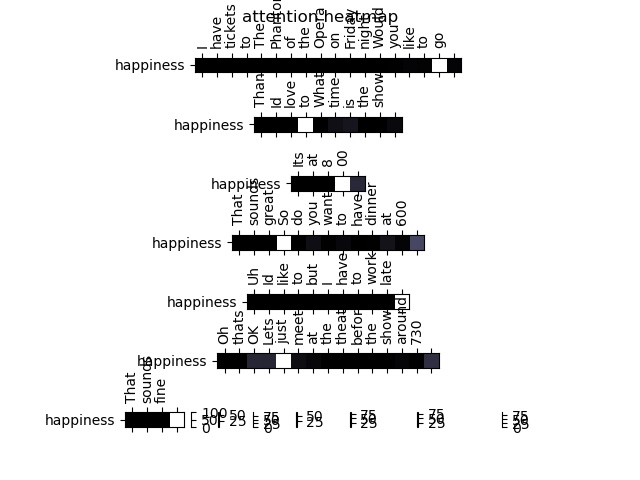 attention heatmap
I have tickets to The of the Opera on Friday night Would you like to go
happiness
Id love to What time is the show
happiness
Its at 8 00
happiness
That sounds great So do you want to have dinner at 600
happiness
Uh Id like to but I have to work late
happiness
Oh thats OK Lets just meet at the the show around 730
happiness
That sounds fine
happiness
100 50 0
50 25
75 50 25 0
50 25
75 50 25
75 50 25
75 50 25 0